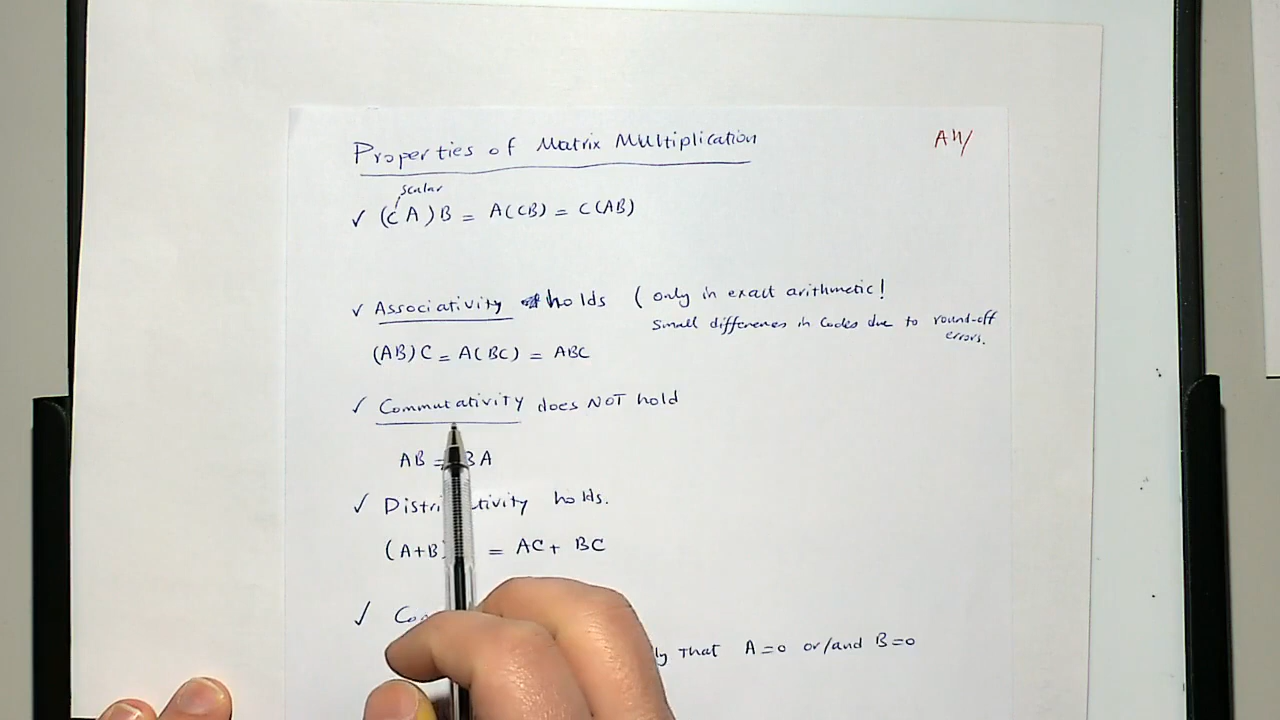 Properties of Matrix Multiplication
scalar
✓ (CA)B = A(CB) = C(AB)
✓ Associativity holds ( only in exact arithmetic!
small differences in codes due to round-off
errors.
(AB)C = A(BC) = ABC
✓ Commutativity does NOT hold
AB BA
✓ holds.
(A+B) = AC + BC
✓
that A=0 or/and B=0